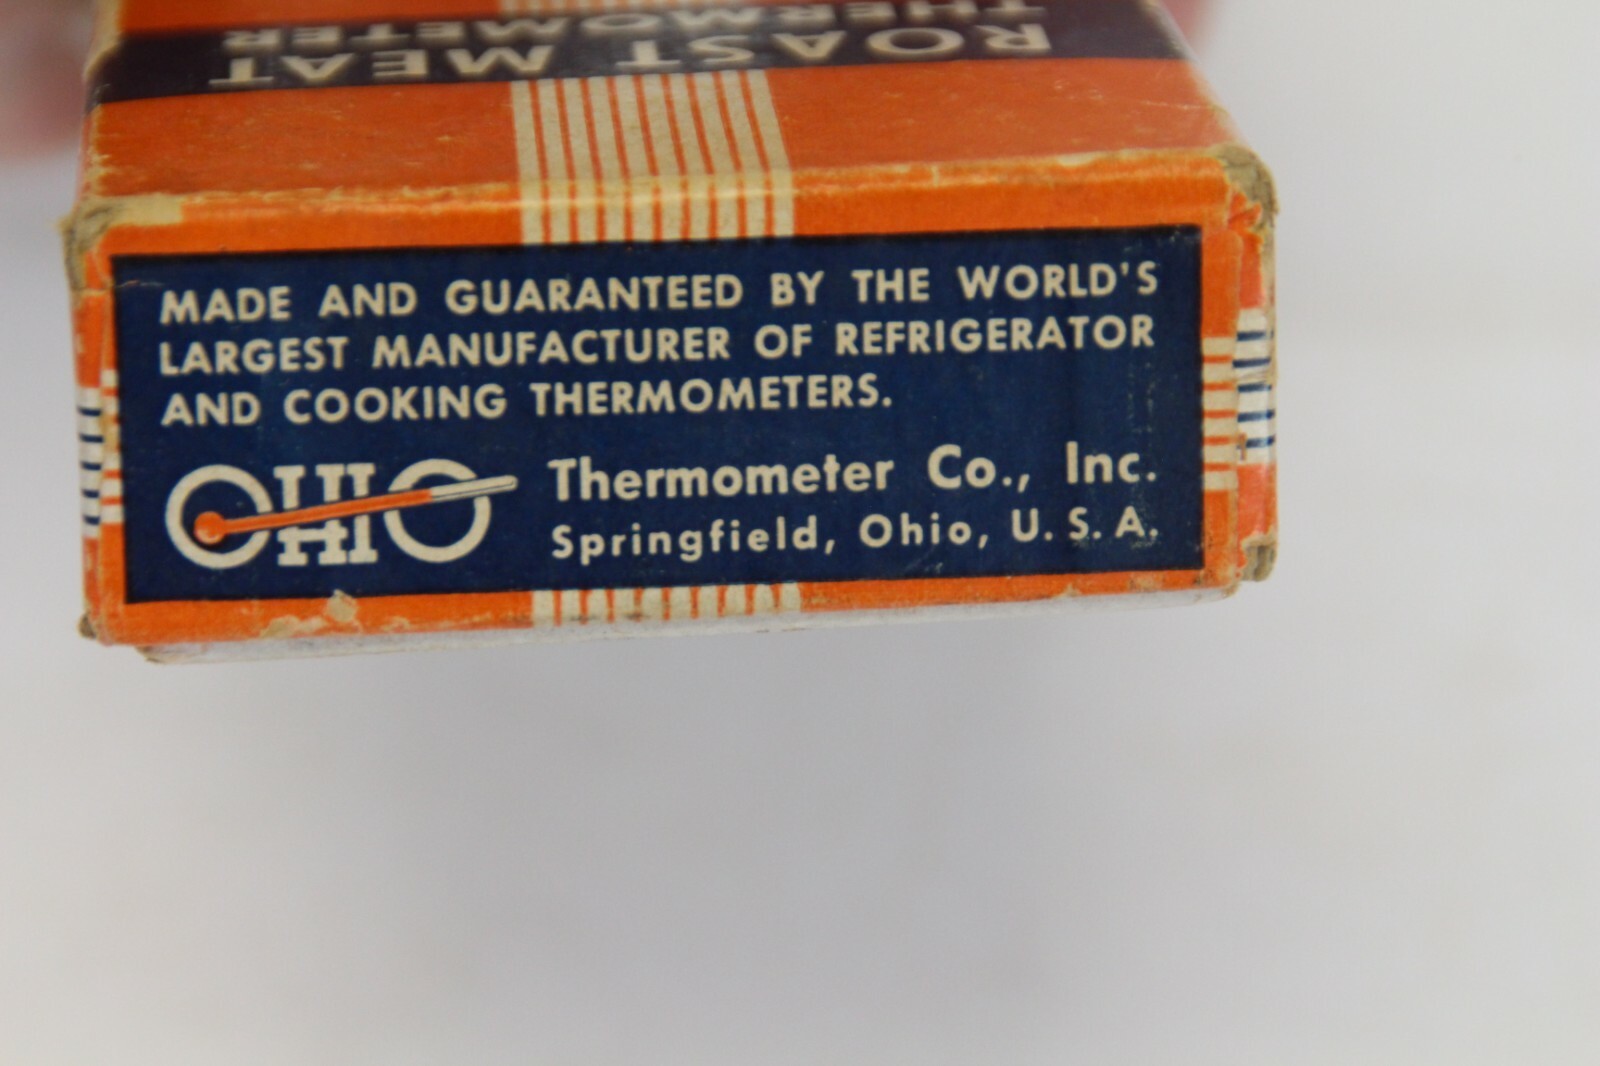 ROAST MEAT
THERMOMETER
MADE AND GUARANTEED BY THE WORLD'S
LARGEST MANUFACTURER OF REFRIGERATOR
AND COOKING THERMOMETERS.
OHIO Thermometer Co., Inc.
Springfield, Ohio, U. S. A.